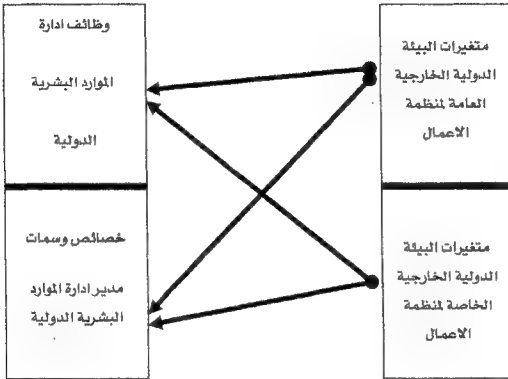 متغيرات البيئة
الدولية الخارجية
العامة لمنظمة
الاعمال
متغيرات البيئة
الدولية الخارجية
الخاصة لمنظمة
الاعمال
وظائف ادارة
الموارد البشرية
الدولية
خصائص وسمات
مدير ادارة الموارد
البشرية الدولية